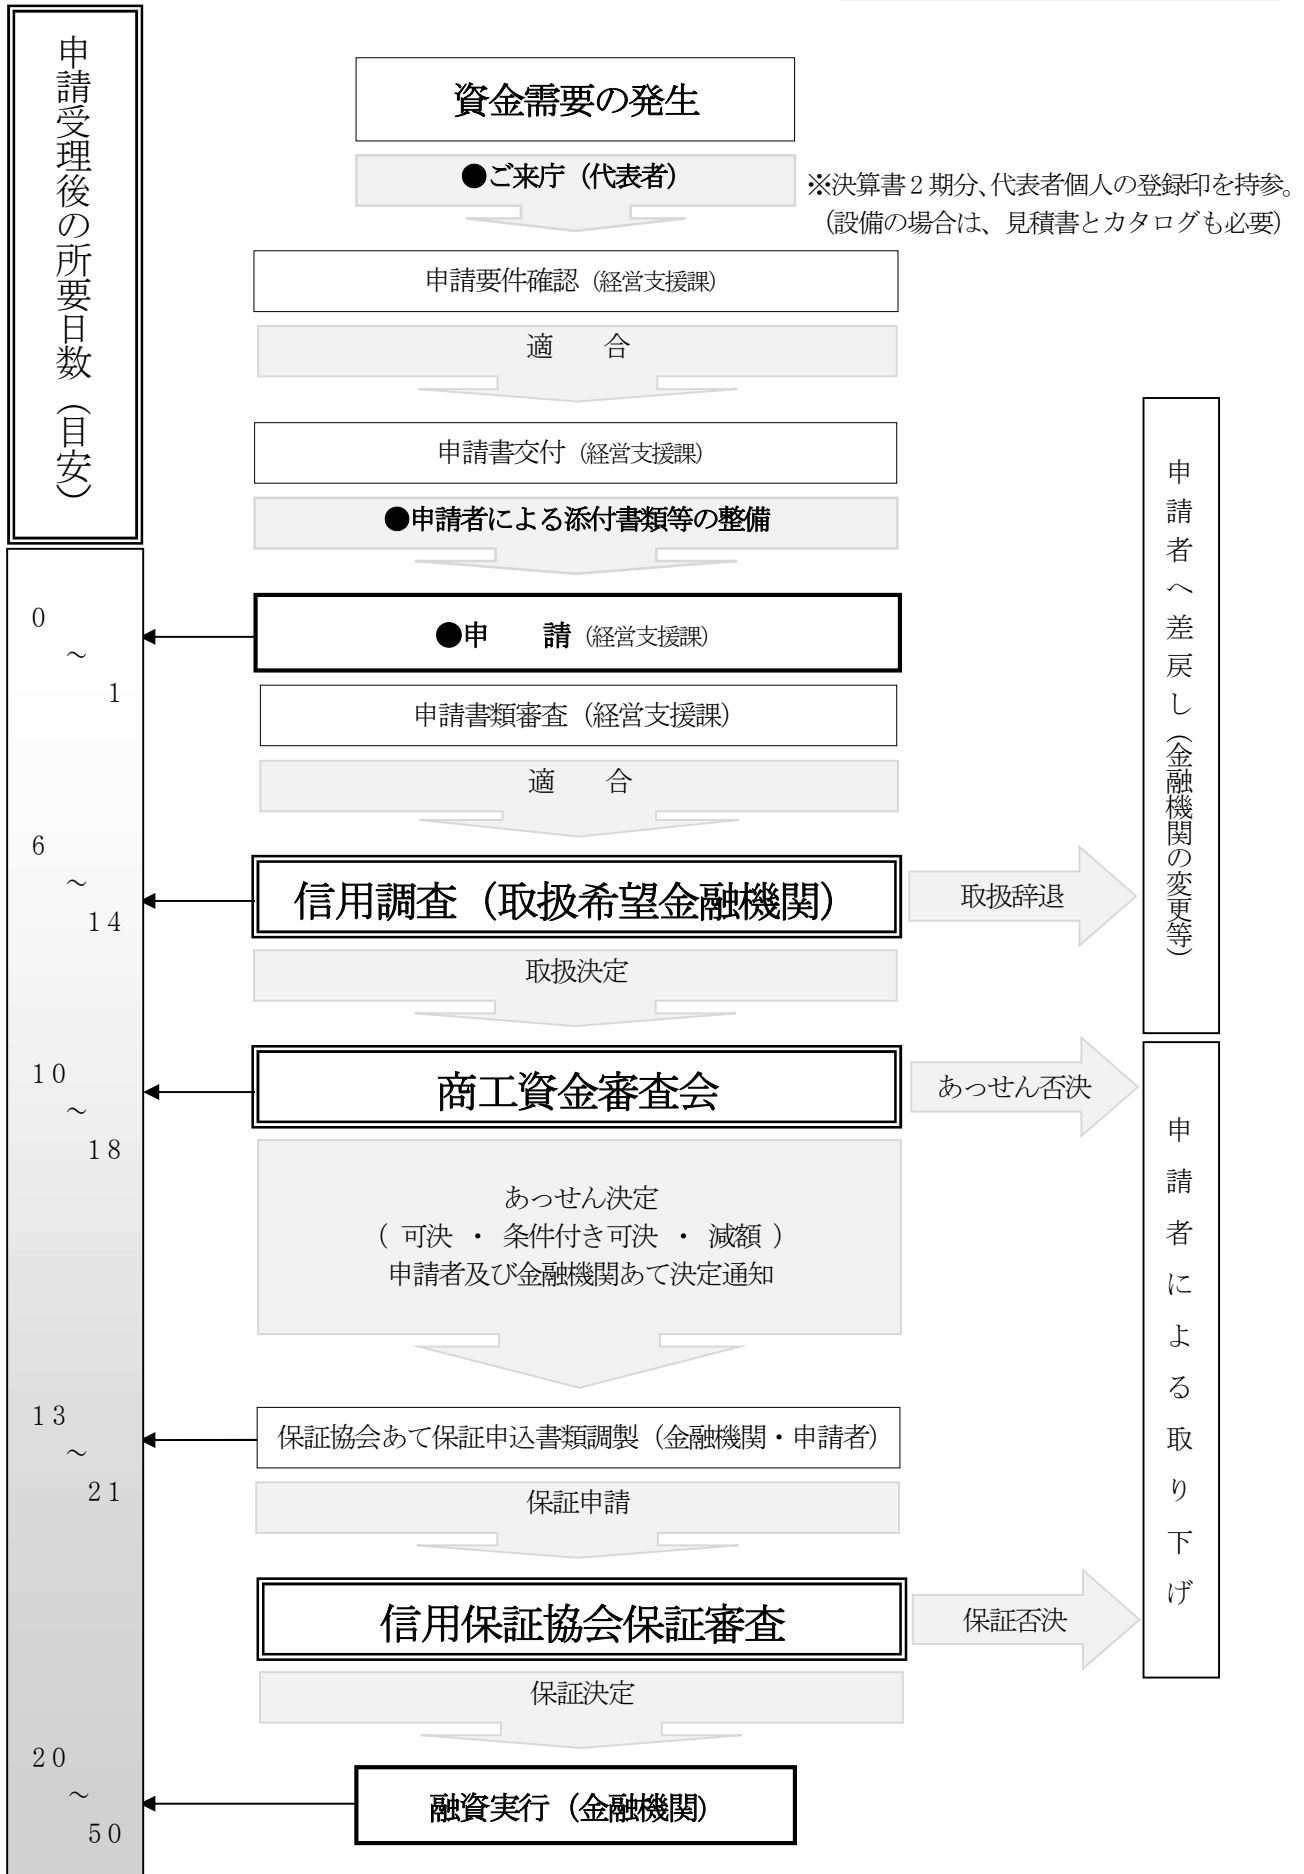 申請受理後の所要日数（目安）
資金需要の発生
●ご来庁（代表者）
※決算書２期分、代表者個人の登録印を持参。
（設備の場合は、見積書とカタログも必要）
申請要件確認（経営支援課）
適　合
申請書交付（経営支援課）
●申請者による添付書類等の整備
0
～
1
●申　請（経営支援課）
申請書類審査（経営支援課）
適　合
6
～
14
信用調査（取扱希望金融機関）
取扱辞退
申請者へ差戻し（金融機関の変更等）
取扱決定
10
～
18
商工資金審査会
あっせん否決
申請者による取り下げ
あっせん決定
（ 可決 ・ 条件付き可決 ・ 減額 ）
申請者及び金融機関あて決定通知
13
～
21
保証協会あて保証申込書類調製（金融機関・申請者）
保証申請
信用保証協会保証審査
保証否決
保証決定
20
～
50
融資実行（金融機関）